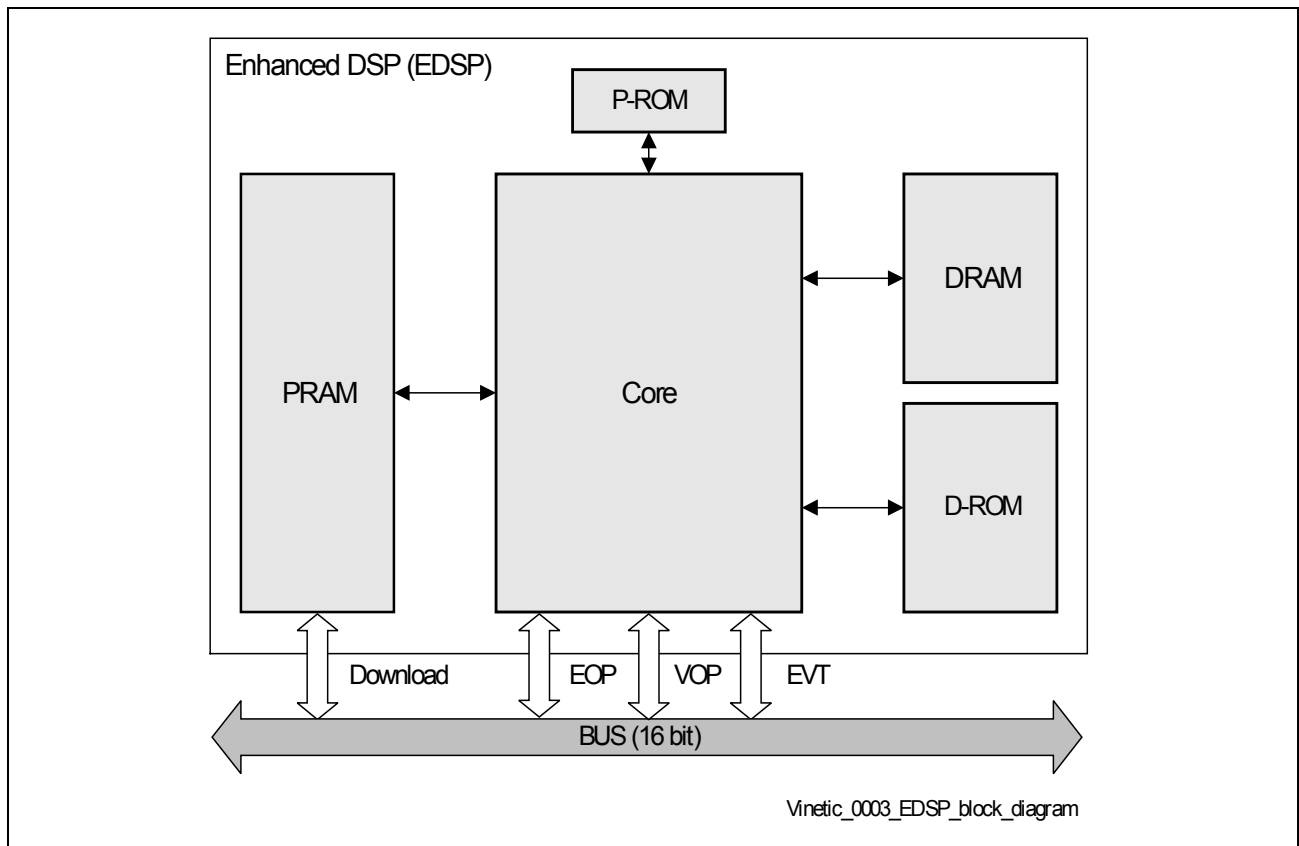 Enhanced DSP (EDSP)
P-ROM
PRAM
Core
DRAM
D-ROM
Download
EOP
VOP
EVT
BUS (16 bit)
Vinetic_0003_EDSP_block_diagram